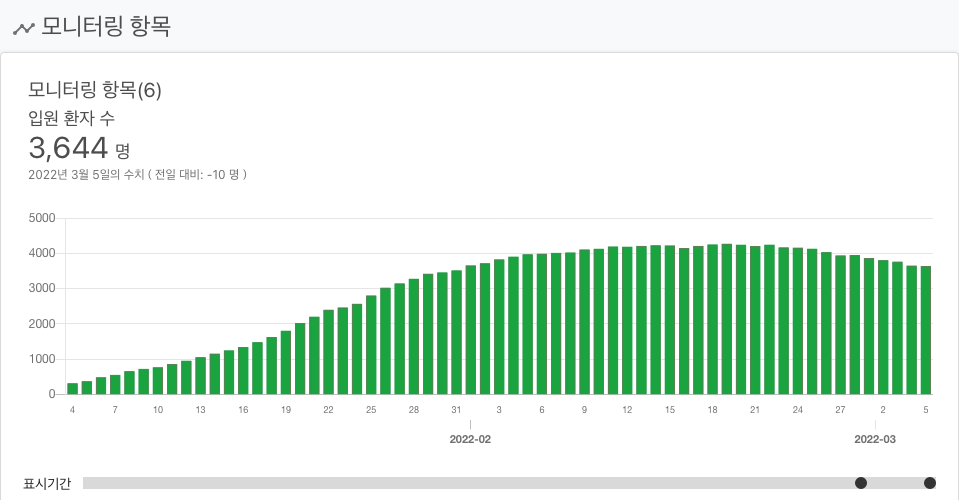 모니터링 항목
모니터링 항목(6)
입원 환자 수
3,644 명
2022년 3월 5일의 수치 ( 전일 대비: -10 명 )
5000
4000
3000
2000
1000
0
4 7 10 13 16 19 22 25 28 31 3 6 9 12 15 18 21 24 27 2 5
2022-02 2022-03
표시기간